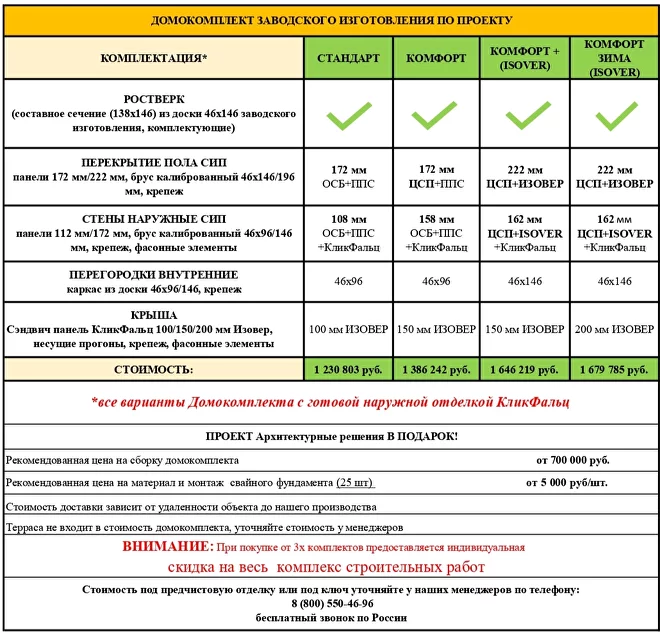 ДОМОКОМПЛЕКТ ЗАВОДСКОГО ИЗГОТОВЛЕНИЯ ПО ПРОЕКТУ
КОМПЛЕКТАЦИЯ* СТАНДАРТ КОМФОРТ КОМФОРТ + (ISOVER) КОМФОРТ ЗИМА (ISOVER)
РОСТВЕРК
(составное сечение (138х146) из доски 46х146 заводского
изготовления, комплектующие)
ПЕРЕКРЫТИЕ ПОЛА СИП
панели 172 мм/222 мм, брус калиброванный 46х146/196
мм, крепеж
172 мм
ОСБ+ППС
172 мм
ЦСП+ППС
222 мм
ЦСП+ИЗОВЕР
222 мм
ЦСП+ИЗОВЕР
СТЕНЫ НАРУЖНЫЕ СИП
панели 112 мм/172 мм, брус калиброванный 46х96/146
мм, крепеж, фасонные элементы
108 мм
ОСБ+ППС
+КликФальц
158 мм
ОСБ+ППС
+КликФальц
162 мм
ЦСП+ISOVER
+КликФальц
162 мм
ЦСП+ISOVER
+КликФальц
ПЕРЕГОРОДКИ ВНУТРЕННИЕ
каркас из доски 46х96/146, крепеж
46х96 46х96 46х146 46х146
КРЫША
Сэндвич панель КликФальц 100/150/200 мм Изовер,
несущие прогоны, крепеж, фасонные элементы
100 мм ИЗОВЕР 150 мм ИЗОВЕР 150 мм ИЗОВЕР 200 мм ИЗОВЕР
СТОИМОСТЬ: 1 230 803 руб. 1 386 242 руб. 1 646 219 руб. 1 679 785 руб.
*все варианты Домокомплекта с готовой наружной отделкой КликФальц
ПРОЕКТ Архитектурные решения В ПОДАРОК!
Рекомендованная цена на сборку домокомплекта от 700 000 руб.
Рекомендованная цена на материал и монтаж свайного фундамента (25 шт) от 5 000 руб/шт.
Стоимость доставки зависит от удаленности объекта до нашего производства
Терраса не входит в стоимость домокомплекта, уточняйте стоимость у менеджеров
ВНИМАНИЕ: При покупке от 3х комплектов предоставляется индивидуальная
скидка на весь комплекс строительных работ
Стоимость под предчистовую отделку или под ключ уточняйте у наших менеджеров по телефону:
8 (800) 550-46-96
бесплатный звонок по России